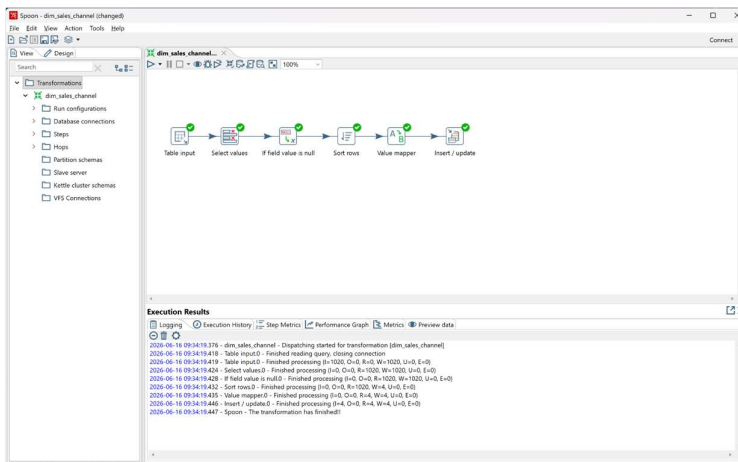 Spoon - dim_sales_channel (changed)
File Edit View Action Tools Help
Connect
View Design
dim_sales_channel...
Search
100%
Transformations
dim_sales_channel
Run configurations
Database connections
Steps
Hops
Partition schemas
Slave server
Kettle cluster schemas
VFS Connections
Table input Select values If field value is null Sort rows Value mapper Insert / update
Execution Results
Logging Execution History Step Metrics Performance Graph Metrics Preview data
2026-06-16 09:34:19.376 - dim_sales_channel - Dispatching started for transformation [dim_sales_channel]
2026-06-16 09:34:19.418 - Table input.0 - Finished reading query, closing connection
2026-06-16 09:34:19.419 - Table input.0 - Finished processing (I=1020, O=0, R=0, W=1020, U=0, E=0)
2026-06-16 09:34:19.424 - Select values.0 - Finished processing (I=0, O=0, R=1020, W=1020, U=0, E=0)
2026-06-16 09:34:19.428 - If field value is null.0 - Finished processing (I=0, O=0, R=1020, W=1020, U=0, E=0)
2026-06-16 09:34:19.432 - Sort rows.0 - Finished processing (I=0, O=0, R=1020, W=4, U=0, E=0)
2026-06-16 09:34:19.435 - Value mapper.0 - Finished processing (I=0, O=0, R=4, W=4, U=0, E=0)
2026-06-16 09:34:19.446 - Insert / update.0 - Finished processing (I=4, O=0, R=4, W=4, U=0, E=0)
2026-06-16 09:34:19.447 - Spoon - The transformation has finished!!